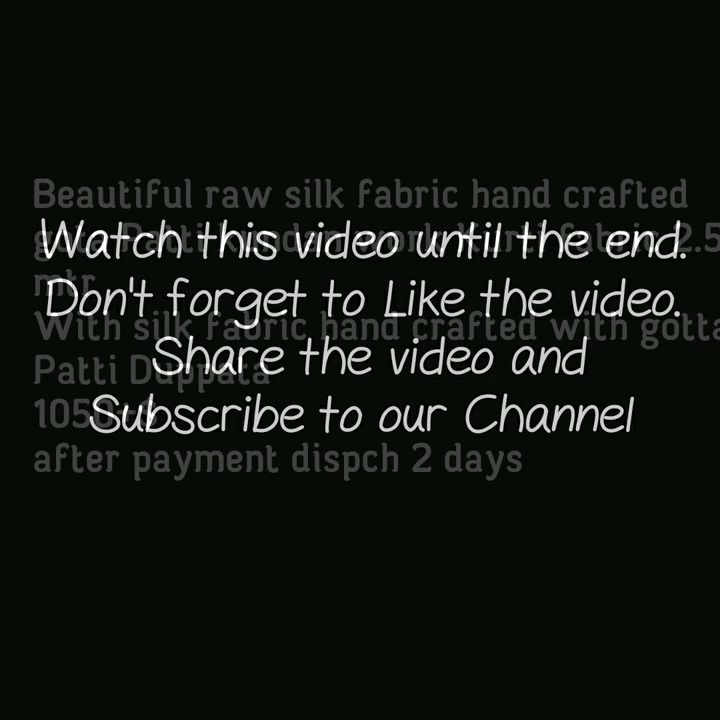 Beautiful raw silk fabric hand crafted
Watch this video until the end.
mtr
Don't forget to Like the video.
With silk fabric hand crafted with gotta
Share the video and
Patti Duppata
Subscribe to our Channel
after payment dispch 2 days